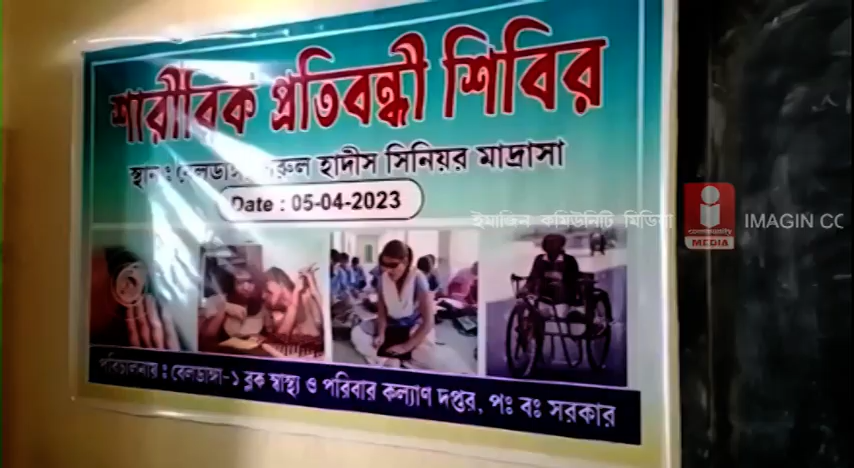 শারীরিক প্রতিবন্ধী শিবির
স্থান : বেলডাঙ্গা হাদীস সিনিয়র মাদ্রাসা
Date : 05-04-2023
ইমাজিন কমিউনিটি মিডিয়া
community
MEDIA
IMAGIN CO
পরিচালনায় : বেলডাঙ্গা-১ ব্লক স্বাস্থ্য ও পরিবার কল্যাণ দপ্তর, পঃ বঃ সরকার